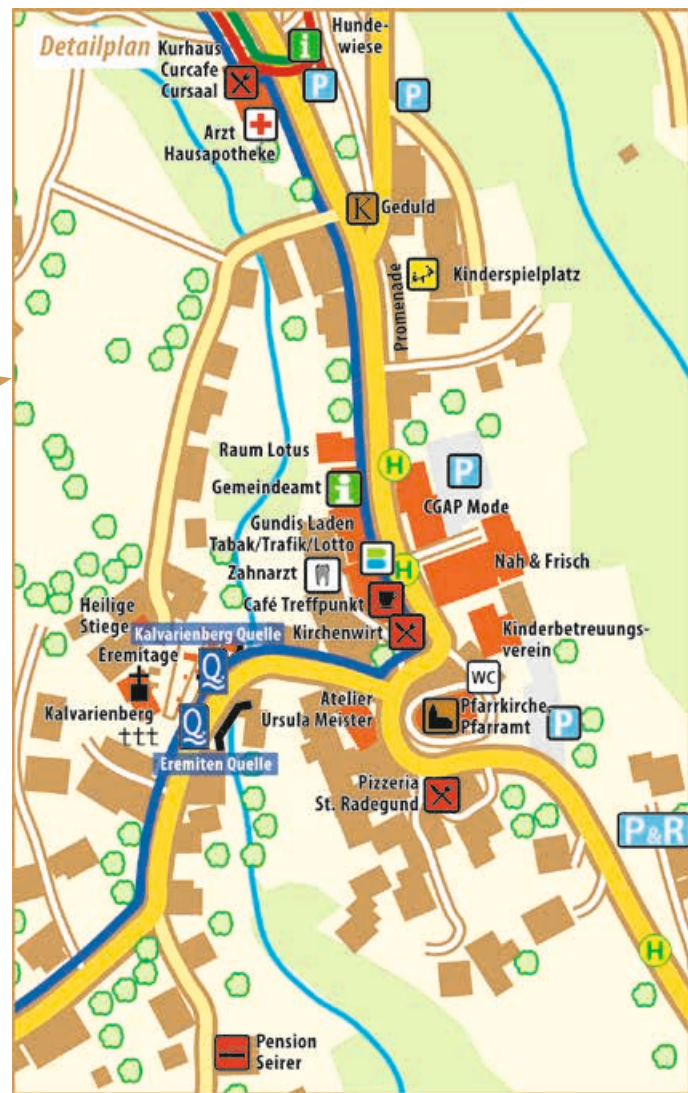 Detailplan
Kurhaus
Curcafe
Cursaal
Hunde-
wiese
P
P
Arzt
Hausapotheke
K
Geduld
Promenade
Kinderspielplatz
Raum Lotus
H
P
CGAP Mode
Gemeindeamt
Gundis Laden
Tabak/Trafik/Lotto
H
Nah & Frisch
Zahnarzt
Café Treffpunkt
Kirchenwirt
Kinderbetreuungs-
verein
Heilige
Stiege
Kalvarienberg Quelle
Eremitage
Q
WC
Kalvarienberg
ttt
Q
Eremiten Quelle
Atelier
Ursula Meister
Pfarrkirche
Pfarramt
P
Pizzeria
St. Radegund
P&R
H
Pension
Seirer